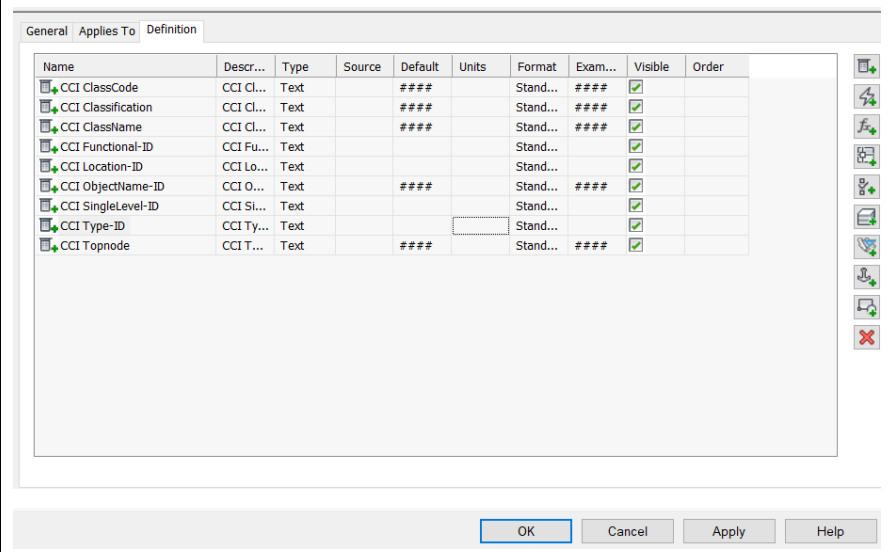 General Applies To Definition
Name Descr... Type Source Default Units Format Exam... Visible Order
CCI ClassCode CCI Cl... Text #### Stand... ####
CCI Classification CCI Cl... Text #### Stand... ####
CCI ClassName CCI Cl... Text #### Stand... ####
CCI Functional-ID CCI Fu... Text Stand...
CCI Location-ID CCI Lo... Text Stand...
CCI ObjectName-ID CCI O... Text #### Stand... ####
CCI SingleLevel-ID CCI Si... Text Stand...
CCI Type-ID CCI Ty... Text Stand...
CCI Topnode CCI T... Text #### Stand... ####
OK Cancel Apply Help